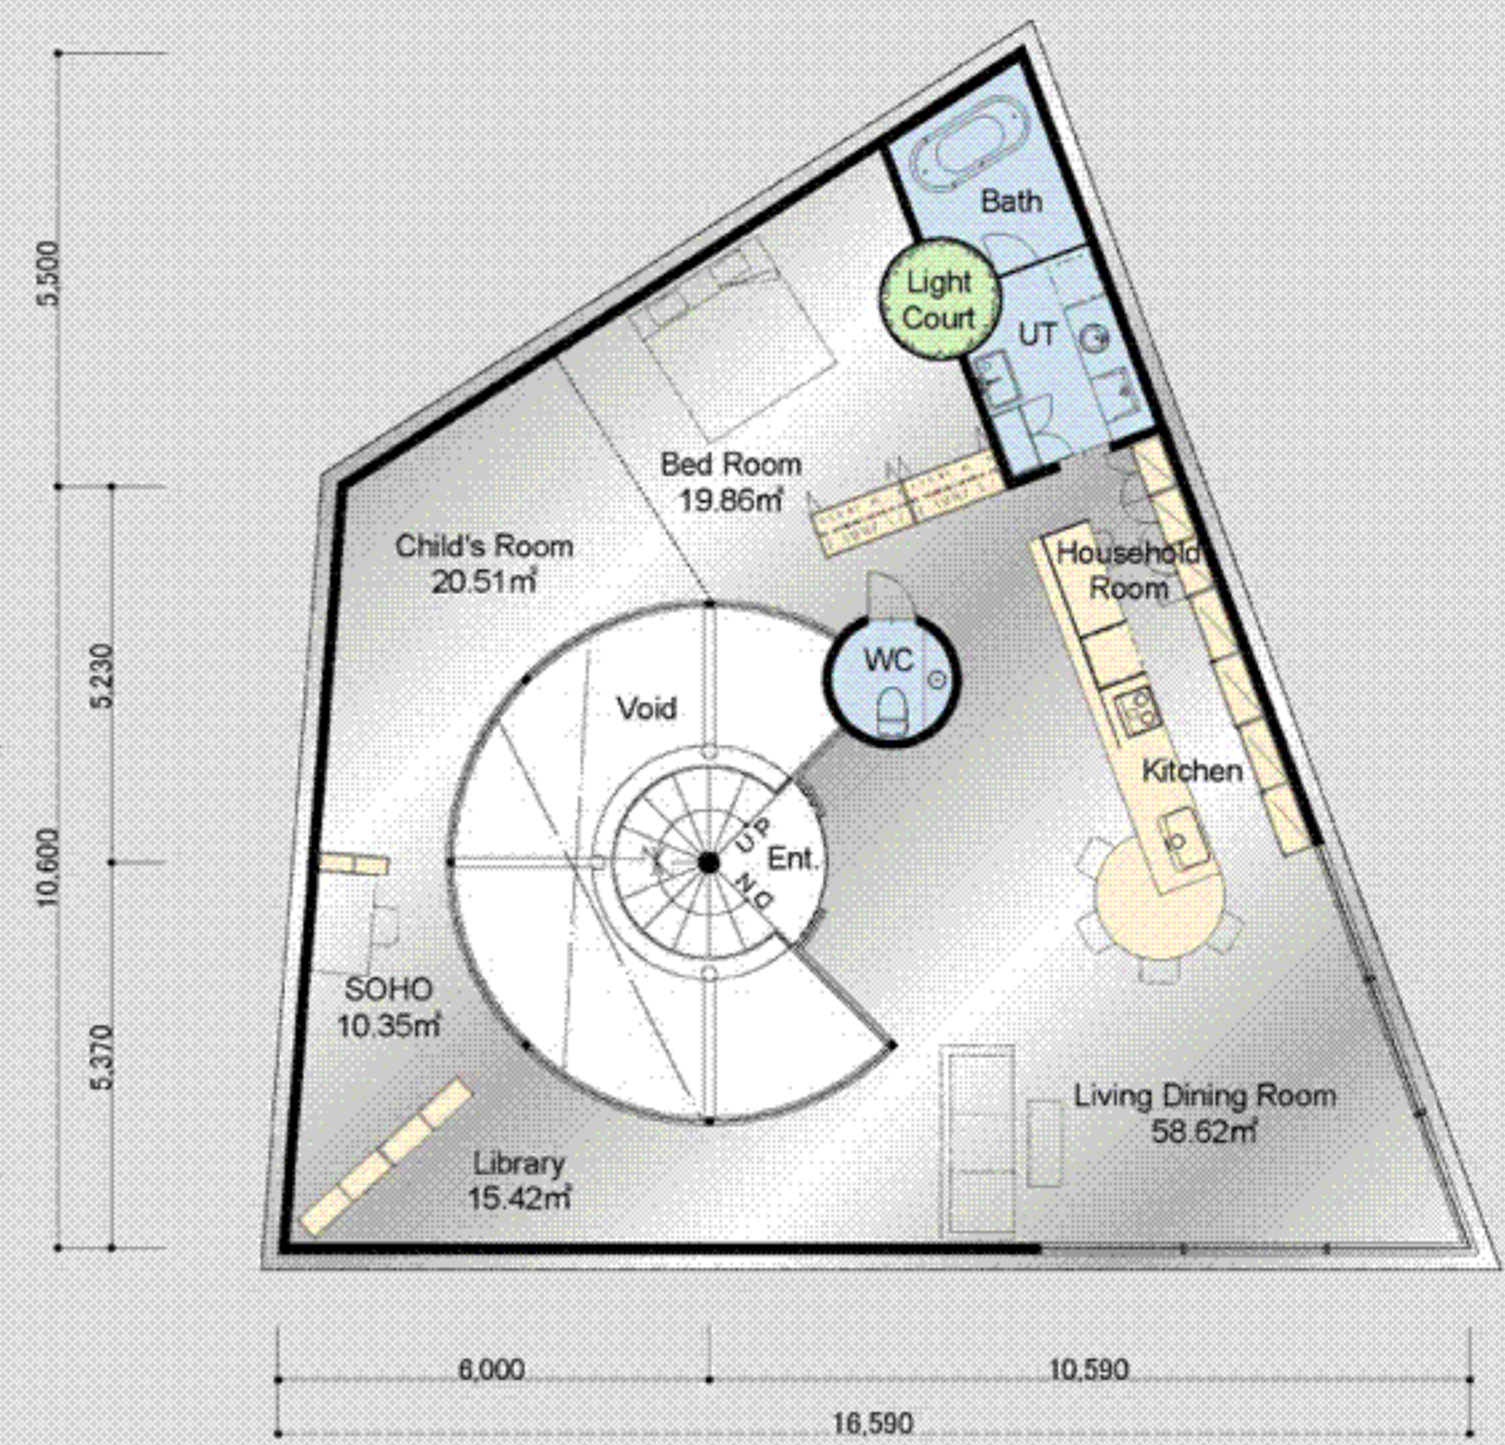 Bath
5,500
Light
Court
UT
Bed Room
19.86㎡
Child's Room
20.51㎡
Household
Room
5,230
WC
Void
Kitchen
UP
Ent.
10,600
DN
SOHO
10.35㎡
5,370
Living Dining Room
58.62㎡
Library
15.42㎡
6,000
10,590
16,590